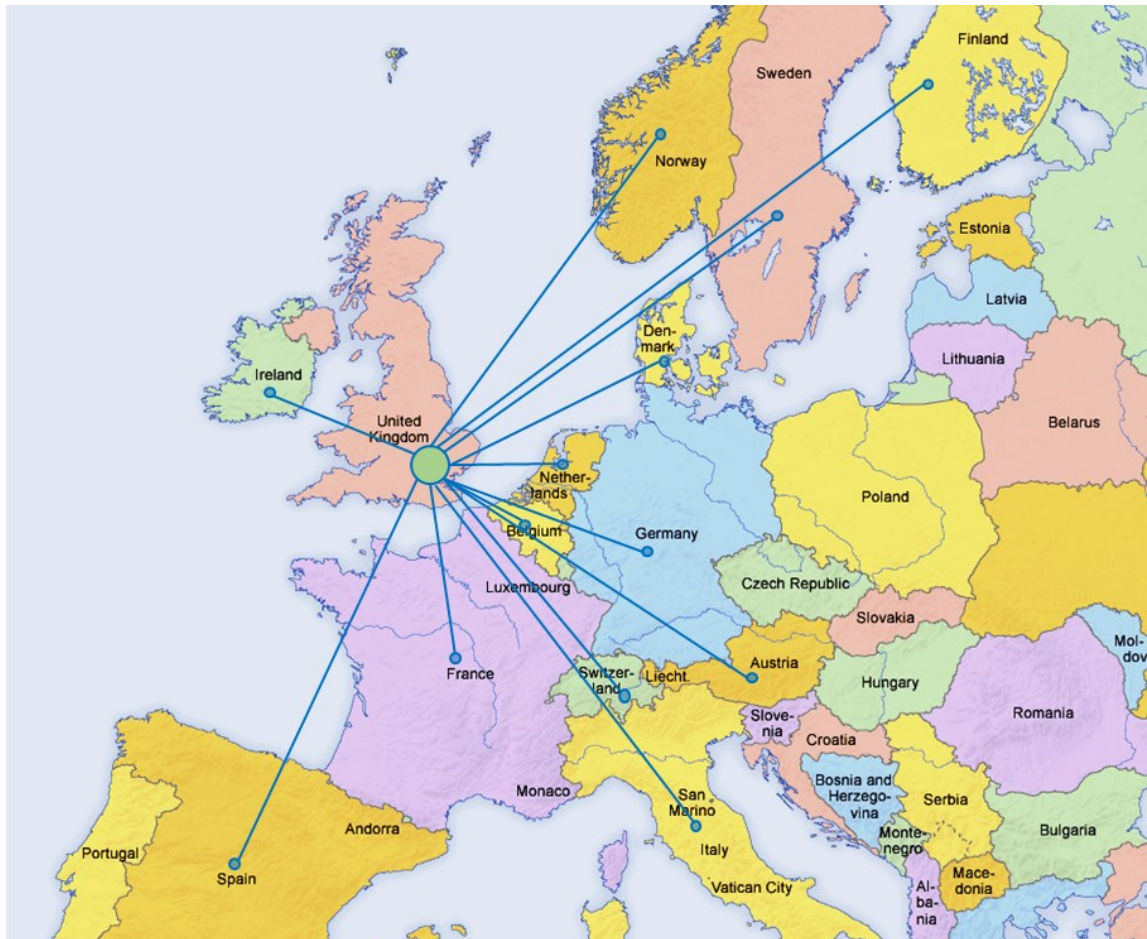 Finland
Sweden
Norway
Estonia
Latvia
Den-
mark
Lithuania
Ireland
United
Kingdom
Belarus
Nether-
lands
Poland
Belgium
Germany
Czech Republic
Luxembourg
Slovakia
Mol-
dov
Austria
Switzer-
land
Liecht.
France
Hungary
Romania
Slove-
nia
Croatia
Bosnia and
Herzego-
vina
Monaco
San
Marino
Serbia
Andorra
Bulgaria
Monte-
negro
Portugal
Italy
Spain
Vatican City
Mace-
donia
Al-
ba-
nia